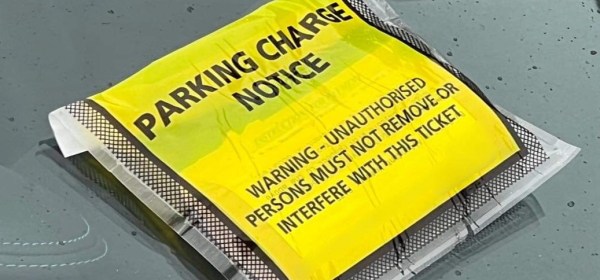 PARKING CHARGE
NOTICE
WARNING - UNAUTHORISED
PERSONS MUST NOT REMOVE OR
INTERFERE WITH THIS TICKET